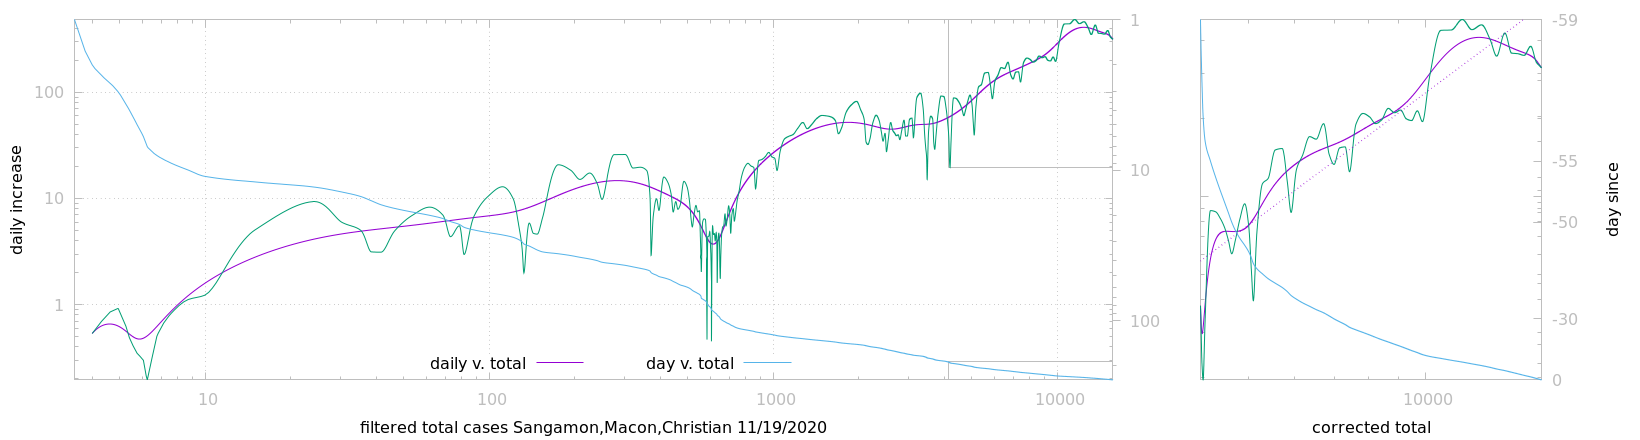 daily increase
100
10
1
10
100
1000
10000
1
10
100
daily v. total
day v. total
filtered total cases Sangamon,Macon,Christian 11/19/2020
-59
-55
-50
-30
0
day since
10000
corrected total